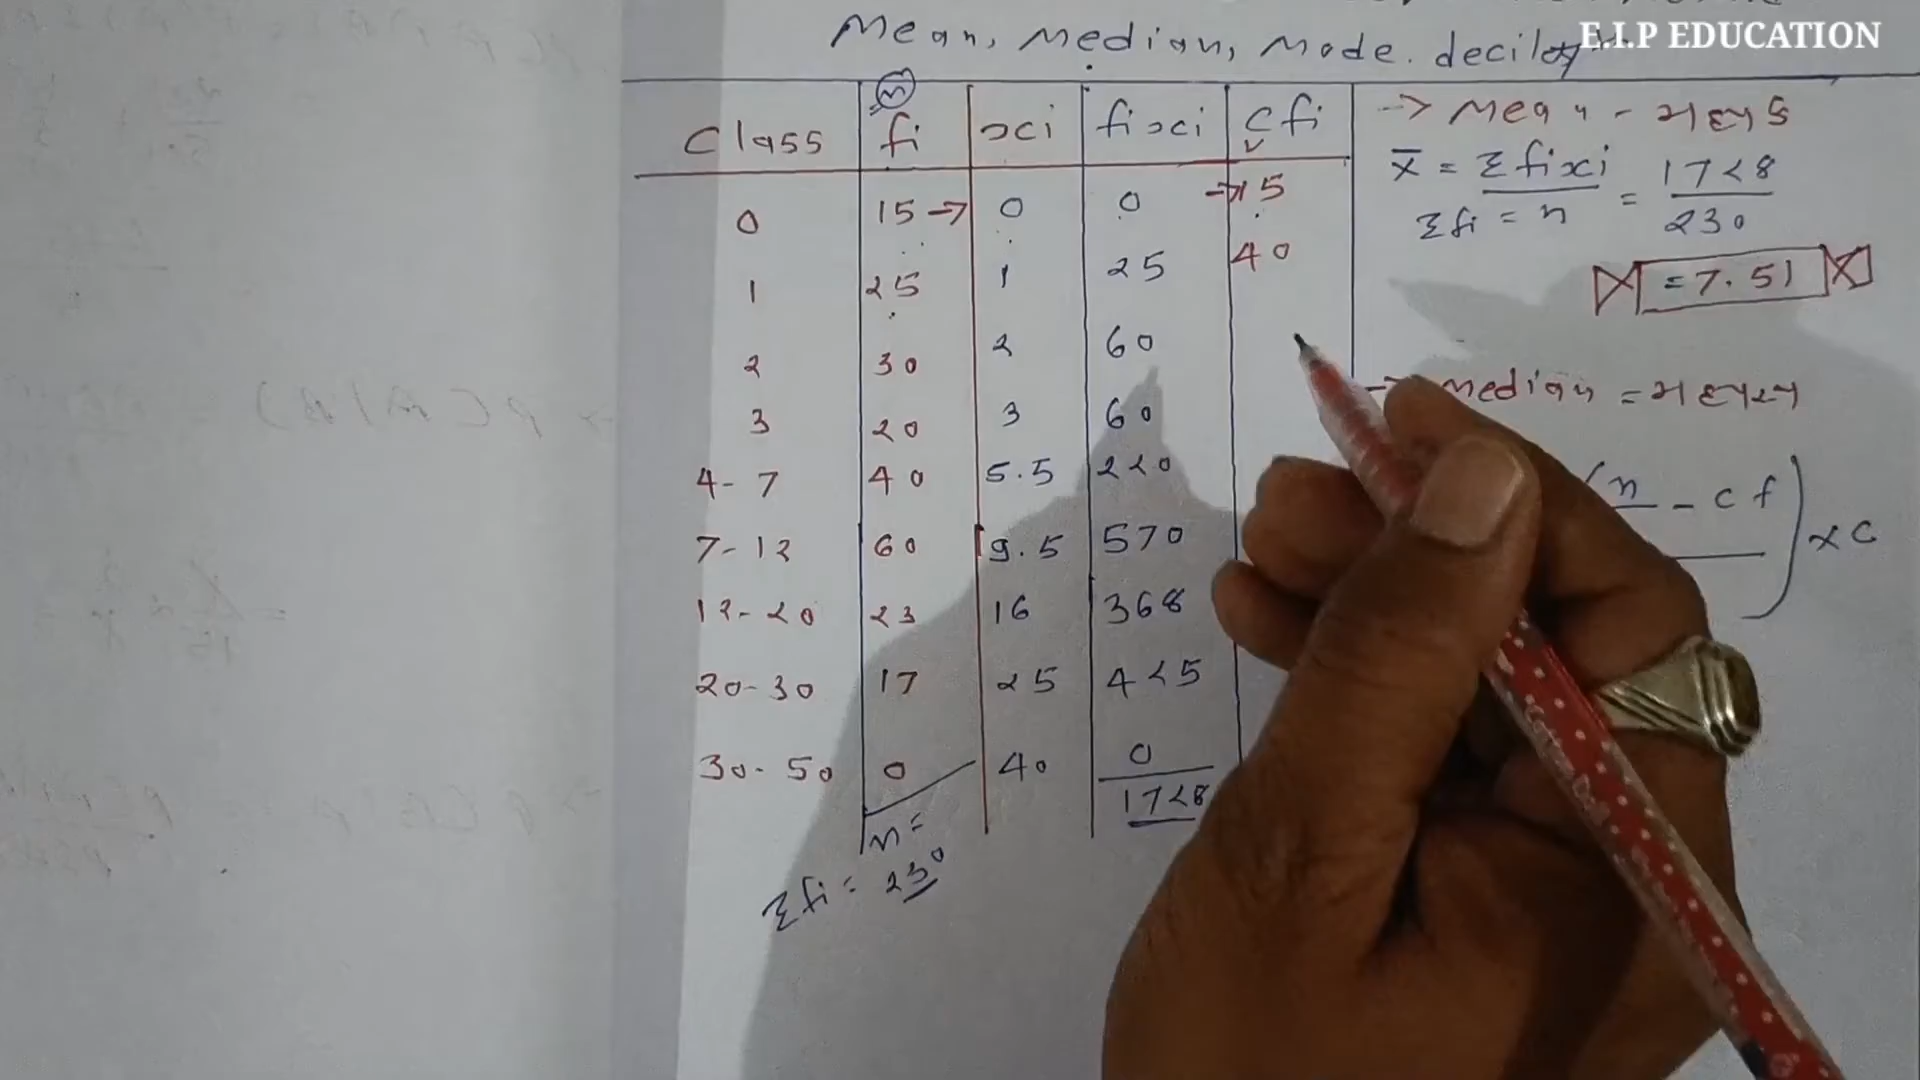 E.I.P EDUCATION
Mean, Median, Mode. decile
n
Class fi xi fixi cfi
0 15 → 0 0 → 15
1 25 1 25 40
2 30 2 60
3 20 3 60
4-7 40 5.5 220
7-12 60 9.5 570
12-20 23 16 368
20-30 17 25 425
30-50 0 40 0
1728
n =
Σfi = 230
→ Mean - મધ્યક
x̄ = Σfixi = 1728
Σfi = n 230
= 7.51
→ Median = મધ્યસ્થ
(n - cf) × C